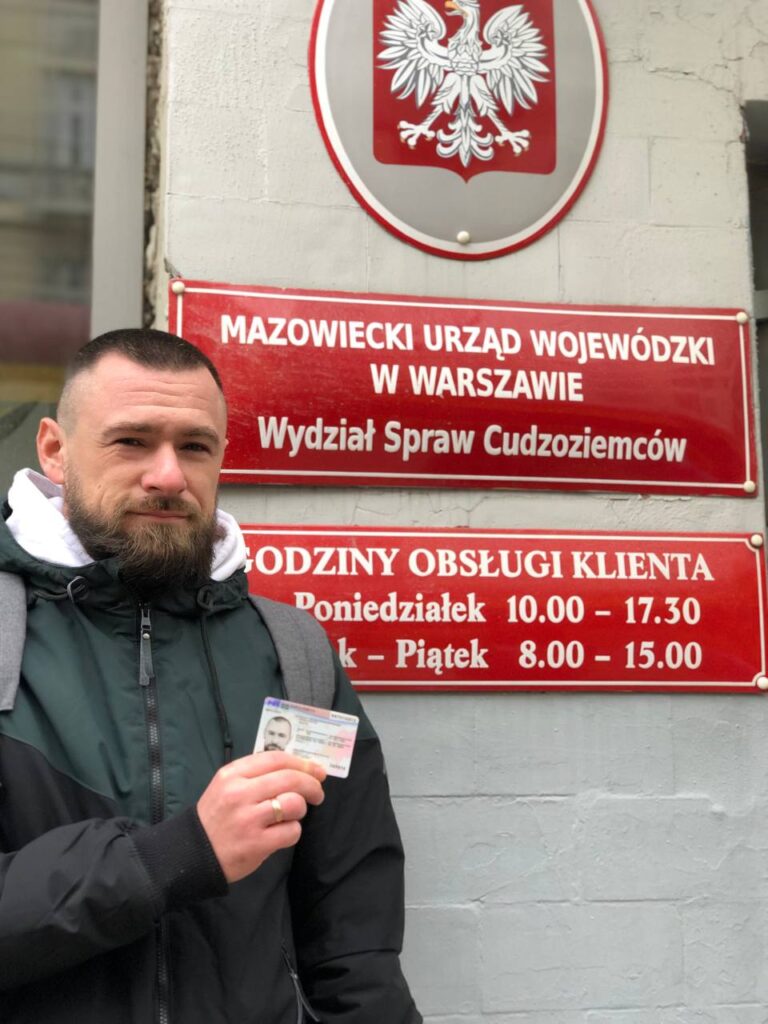 MAZOWIECKI URZĄD WOJEWÓDZKI
W WARSZAWIE
Wydział Spraw Cudzoziemców
GODZINY OBSŁUGI KLIENTA
Poniedziałek 10.00 – 17.30
– Piątek 8.00 – 15.00